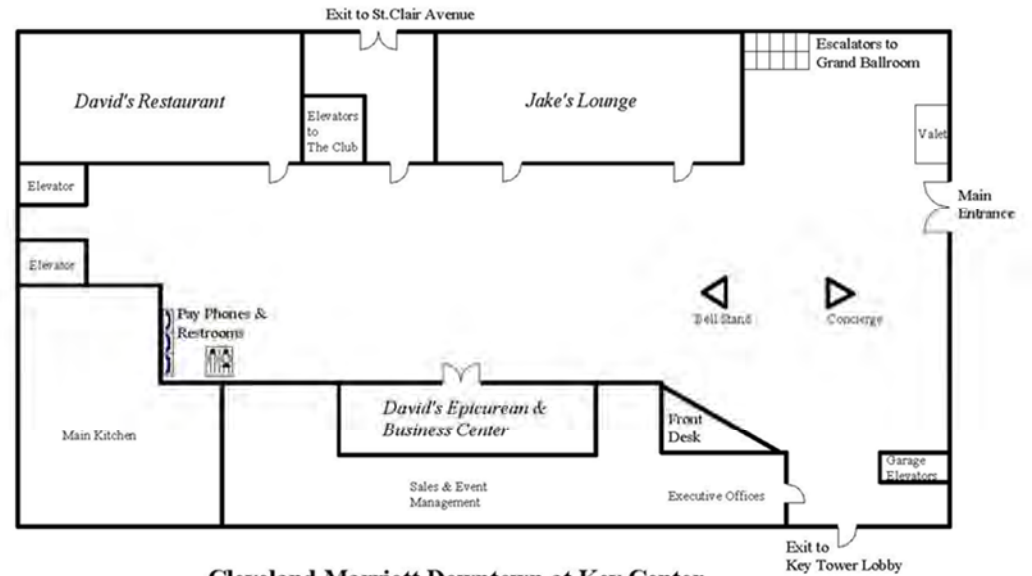 Exit to St.Clair Avenue
David's Restaurant
Elevators
to
The Club
Jake's Lounge
Escalators to
Grand Ballroom
Valet
Elevator
Main
Entrance
Elevator
Pay Phones &
Restrooms
Bell Stand
Concierge
David's Epicurean &
Business Center
Front
Desk
Main Kitchen
Garage
Elevators
Sales & Event
Management
Executive Offices
Exit to
Key Tower Lobby
Cleveland Marriott Downtown at Key Center